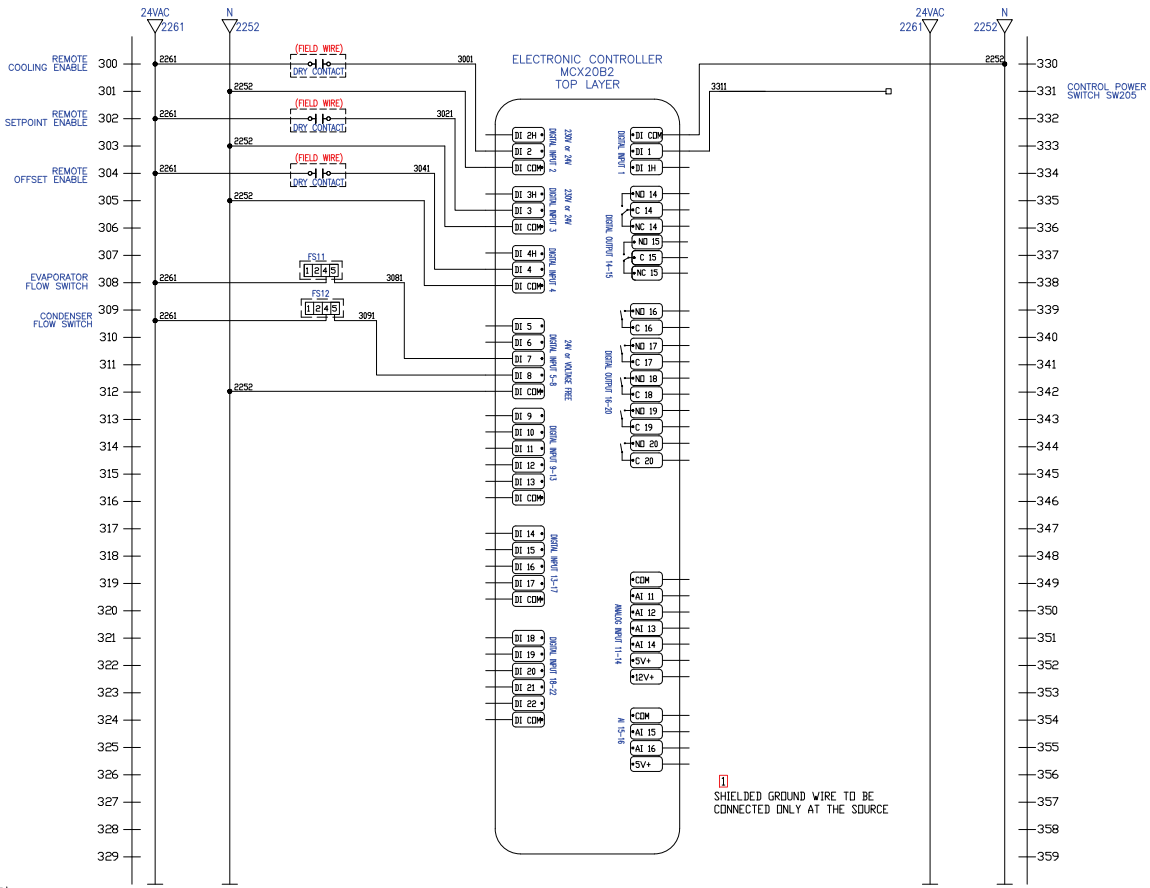 24VAC
2261
N
2252
24VAC
2261
N
2252
REMOTE
COOLING ENABLE
300
2261
(FIELD WIRE)
DRY CONTACT
3001
301
2252
REMOTE
SETPOINT ENABLE
302
2261
(FIELD WIRE)
DRY CONTACT
3021
303
2252
REMOTE
OFFSET ENABLE
304
2261
(FIELD WIRE)
DRY CONTACT
3041
305
2252
306
307
FS11
1 2 4 5
EVAPORATOR
FLOW SWITCH
308
2261
3081
309
FS12
1 2 4 5
CONDENSER
FLOW SWITCH
2261
3091
310
311
312
2252
313
314
315
316
317
318
319
320
321
322
323
324
325
326
327
328
329
ELECTRONIC CONTROLLER
MCX20B2
TOP LAYER
DI 2H
DI 2
DI COM
DIGITAL INPUT 2
230V or 24V
DI 3H
DI 3
DI COM
DIGITAL INPUT 3
230V or 24V
DI 4H
DI 4
DI COM
DIGITAL INPUT 4
DI 5
DI 6
DI 7
DI 8
DI COM
DIGITAL INPUT 5-8
24V or VOLTAGE FREE
DI 9
DI 10
DI 11
DI 12
DI 13
DI COM
DIGITAL INPUT 9-13
DI 14
DI 15
DI 16
DI 17
DI COM
DIGITAL INPUT 13-17
DI 18
DI 19
DI 20
DI 21
DI 22
DI COM
DIGITAL INPUT 18-22
DIGITAL INPUT 1
DI COM
DI 1
DI 1H
DIGITAL OUTPUT 14-15
NO 14
C 14
NC 14
NO 15
C 15
NC 15
DIGITAL OUTPUT 16-20
NO 16
C 16
NO 17
C 17
NO 18
C 18
NO 19
C 19
NO 20
C 20
ANALOG INPUT 11-14
COM
AI 11
AI 12
AI 13
AI 14
5V+
12V+
AI 15-16
COM
AI 15
AI 16
5V+
2252
330
3311
331
CONTROL POWER
SWITCH SW205
332
333
334
335
336
337
338
339
340
341
342
343
344
345
346
347
348
349
350
351
352
353
354
355
356
357
358
359
1
SHIELDED GROUND WIRE TO BE
CONNECTED ONLY AT THE SOURCE